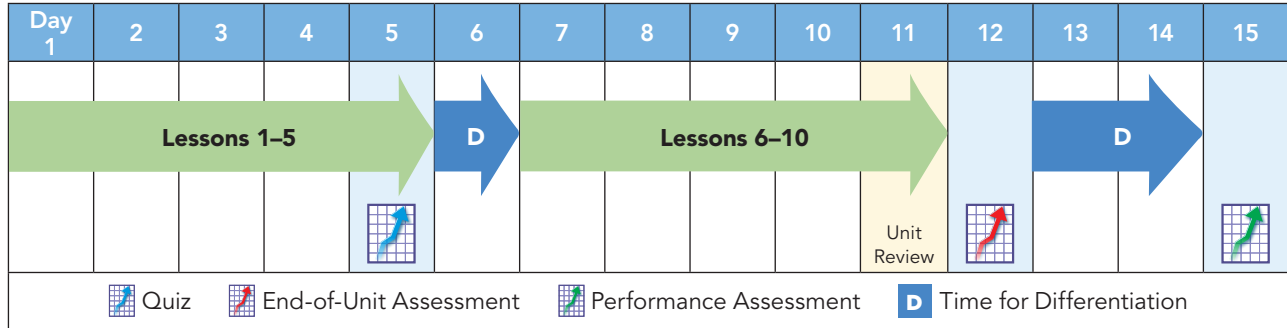 Day 1 2 3 4 5 6 7 8 9 10 11 12 13 14 15
Lessons 1–5 D Lessons 6–10 D
Unit
Review
Quiz End-of-Unit Assessment Performance Assessment D Time for Differentiation